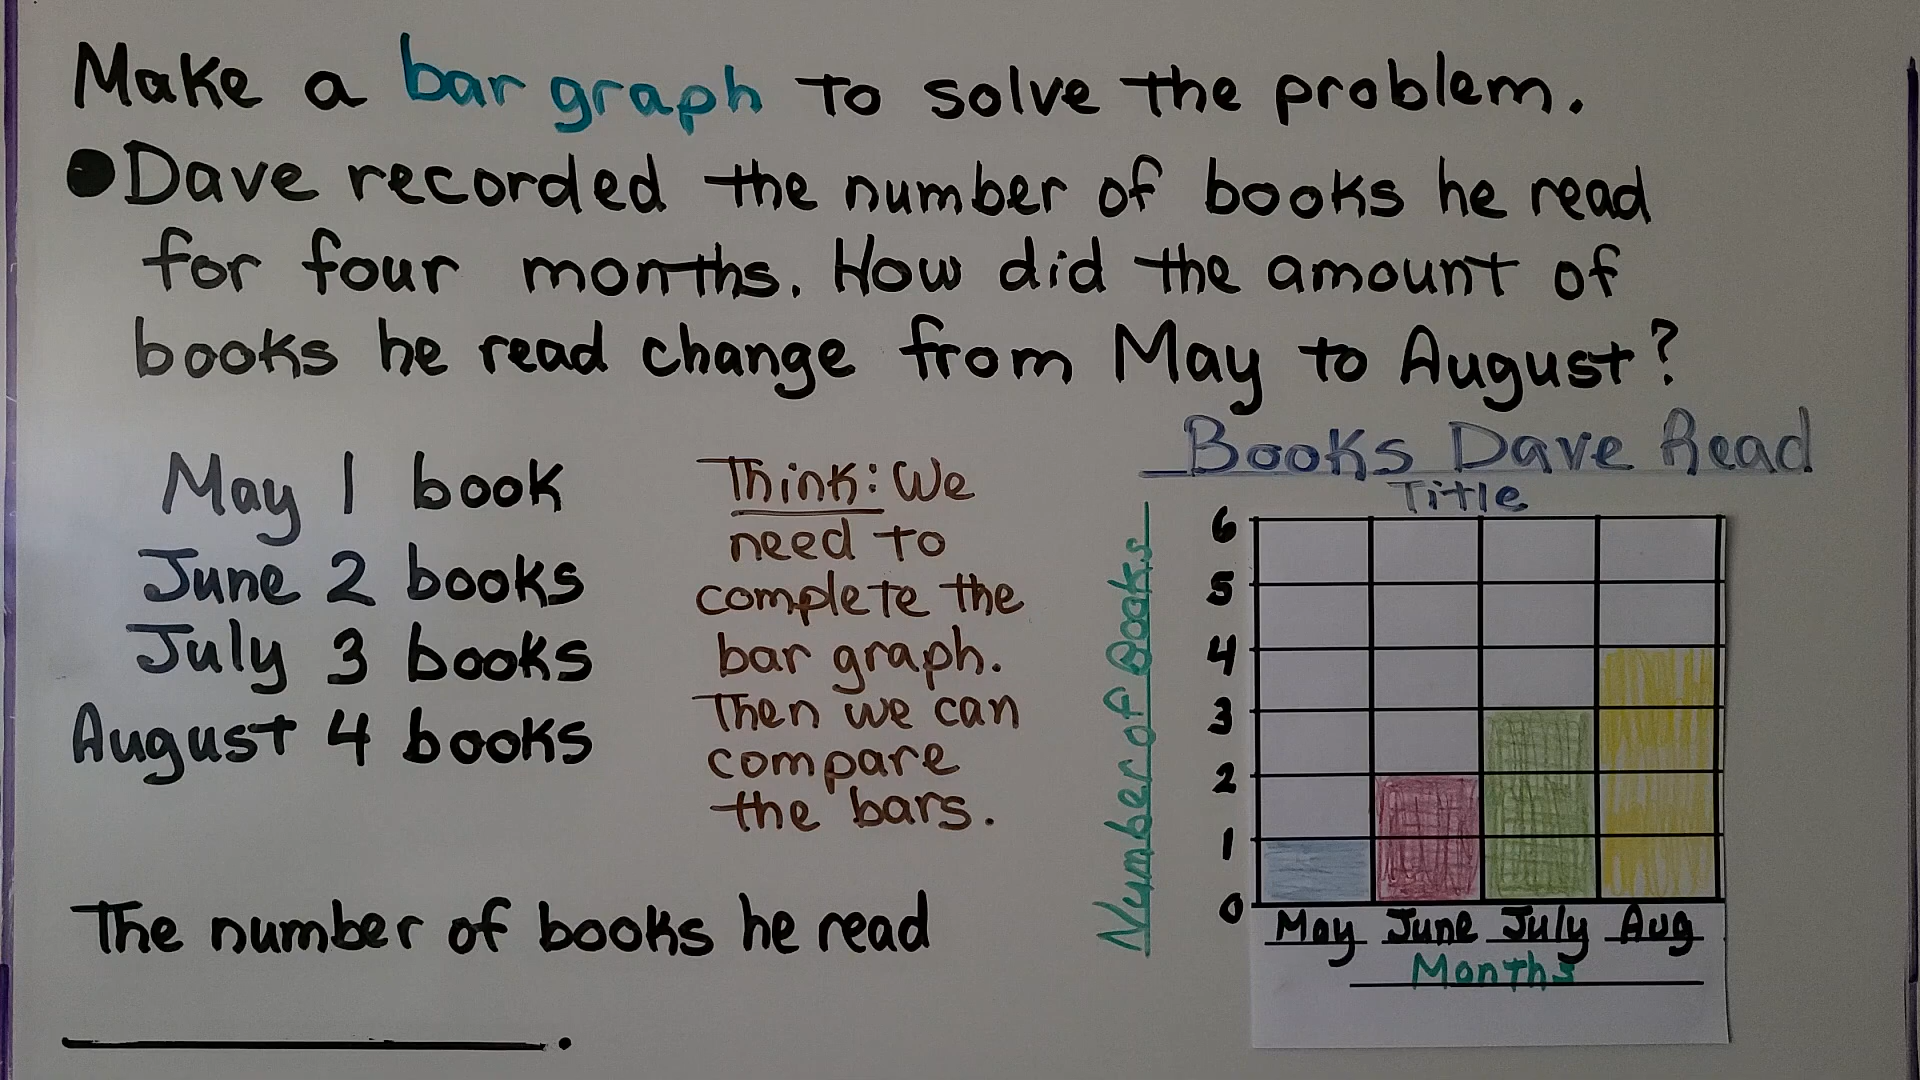 Make a bar graph to solve the problem.
Dave recorded the number of books he read
for four months. How did the amount of
books he read change from May to August?
May 1 book
June 2 books
July 3 books
August 4 books
Think: We
need to
complete the
bar graph.
Then we can
compare
the bars.
The number of books he read
.
Books Dave Read
Title
Number of Books
6
5
4
3
2
1
0
May June July Aug
Months